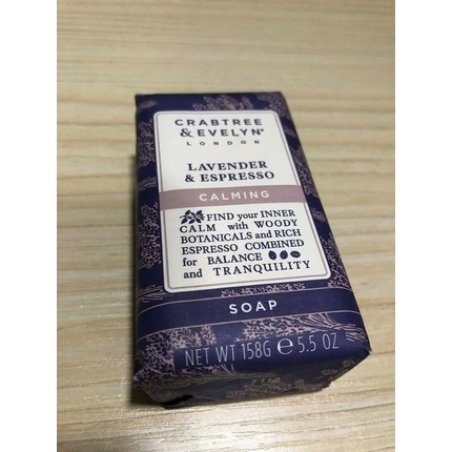 CRABTREE
& EVELYN®
LONDON
LAVENDER
& ESPRESSO
CALMING
FIND your INNER
CALM with WOODY
BOTANICALS and RICH
ESPRESSO COMBINED
for BALANCE
and TRANQUILITY
SOAP
NET WT 158G ℮ 5.5 OZ